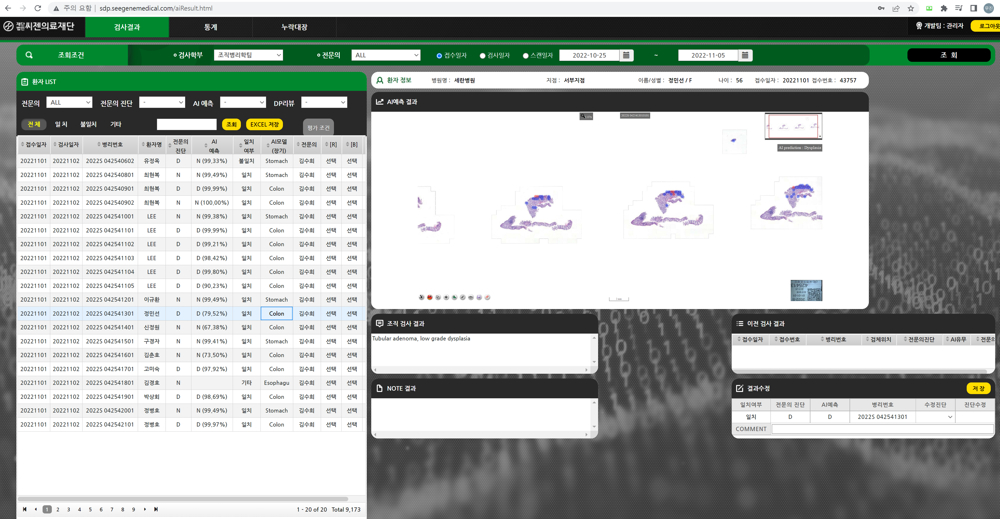 주의 요함 sdp.seegenemedical.com/aiResult.html 무진
재단법인 씨젠의료재단 검사결과 통계 누락대장 개발팀 : 관리자 로그아웃
조회조건 검사학부 조직병리학팀 전문의 ALL 접수일자 검사일자 스캔일자 2022-10-25 ~ 2022-11-05 조 회
환자 LIST
전문의 ALL 전문의 진단 - AI 예측 - DP리뷰 -
전체 일치 불일치 기타 조회 EXCEL 저장 평가 조건
접수일자 검사일자 병리번호 환자명 전문의 진단 AI 예측 일치 여부 AI모델 (장기) 전문의 [R] [B]
20221101 20221102 2022S 042540602 유정옥 D N (99.33%) 불일치 Stomach 김수희 선택 선택
20221101 20221102 2022S 042540801 최현복 N N (99.49%) 일치 Stomach 김수희 선택 선택
20221101 20221102 2022S 042540901 최현복 D D (99.99%) 일치 Colon 김수희 선택 선택
20221101 20221102 2022S 042540902 최현복 N N (100.00%) 일치 Colon 김수희 선택 선택
20221101 20221102 2022S 042541001 LEE N N (99.38%) 일치 Stomach 김수희 선택 선택
20221101 20221102 2022S 042541101 LEE D D (99.99%) 일치 Colon 김수희 선택 선택
20221101 20221102 2022S 042541102 LEE D D (99.21%) 일치 Colon 김수희 선택 선택
20221101 20221102 2022S 042541103 LEE D D (98.42%) 일치 Colon 김수희 선택 선택
20221101 20221102 2022S 042541104 LEE D D (99.80%) 일치 Colon 김수희 선택 선택
20221101 20221102 2022S 042541105 LEE D D (90.23%) 일치 Colon 김수희 선택 선택
20221101 20221102 2022S 042541201 이규환 N N (99.49%) 일치 Stomach 김수희 선택 선택
20221101 20221102 2022S 042541301 정민선 D D (79.52%) 일치 Colon 김수희 선택 선택
20221101 20221102 2022S 042541401 신정원 N N (67.38%) 일치 Colon 김수희 선택 선택
20221101 20221102 2022S 042541501 구경자 N N (99.41%) 일치 Stomach 김수희 선택 선택
20221101 20221102 2022S 042541601 김춘호 N N (73.50%) 일치 Colon 김수희 선택 선택
20221101 20221102 2022S 042541701 고미숙 D D (97.92%) 일치 Colon 김수희 선택 선택
20221101 20221102 2022S 042541801 김경호 N 기타 Esophagu 김수희 선택 선택
20221101 20221102 2022S 042541901 박상회 D D (98.69%) 일치 Colon 김수희 선택 선택
20221101 20221102 2022S 042542001 정병호 N N (99.49%) 일치 Stomach 김수희 선택 선택
20221101 20221102 2022S 042542101 정병호 D D (99.97%) 일치 Colon 김수희 선택 선택
1 2 3 4 5 6 7 8 9 1 - 20 of 20 Total 9,173
환자 정보 병원명 : 세란병원 지점 : 서부지점 이름/성별 : 정민선 / F 나이 : 56 접수일자 : 20221101 접수번호 : 43757
AI예측 결과
1.07x 2022S 0425413010101
AI prediction : Dysplasia
2 mm
조직 검사 결과
Tubular adenoma, low grade dysplasia
NOTE 결과
이전 검사 결과
접수일자 접수번호 병리번호 검체위치 전문의진단 AI유무 전문의
결과수정 저 장
일치여부 전문의 진단 AI예측 병리번호 수정진단 진단수정
일치 D D 2022S 042541301
COMMENT